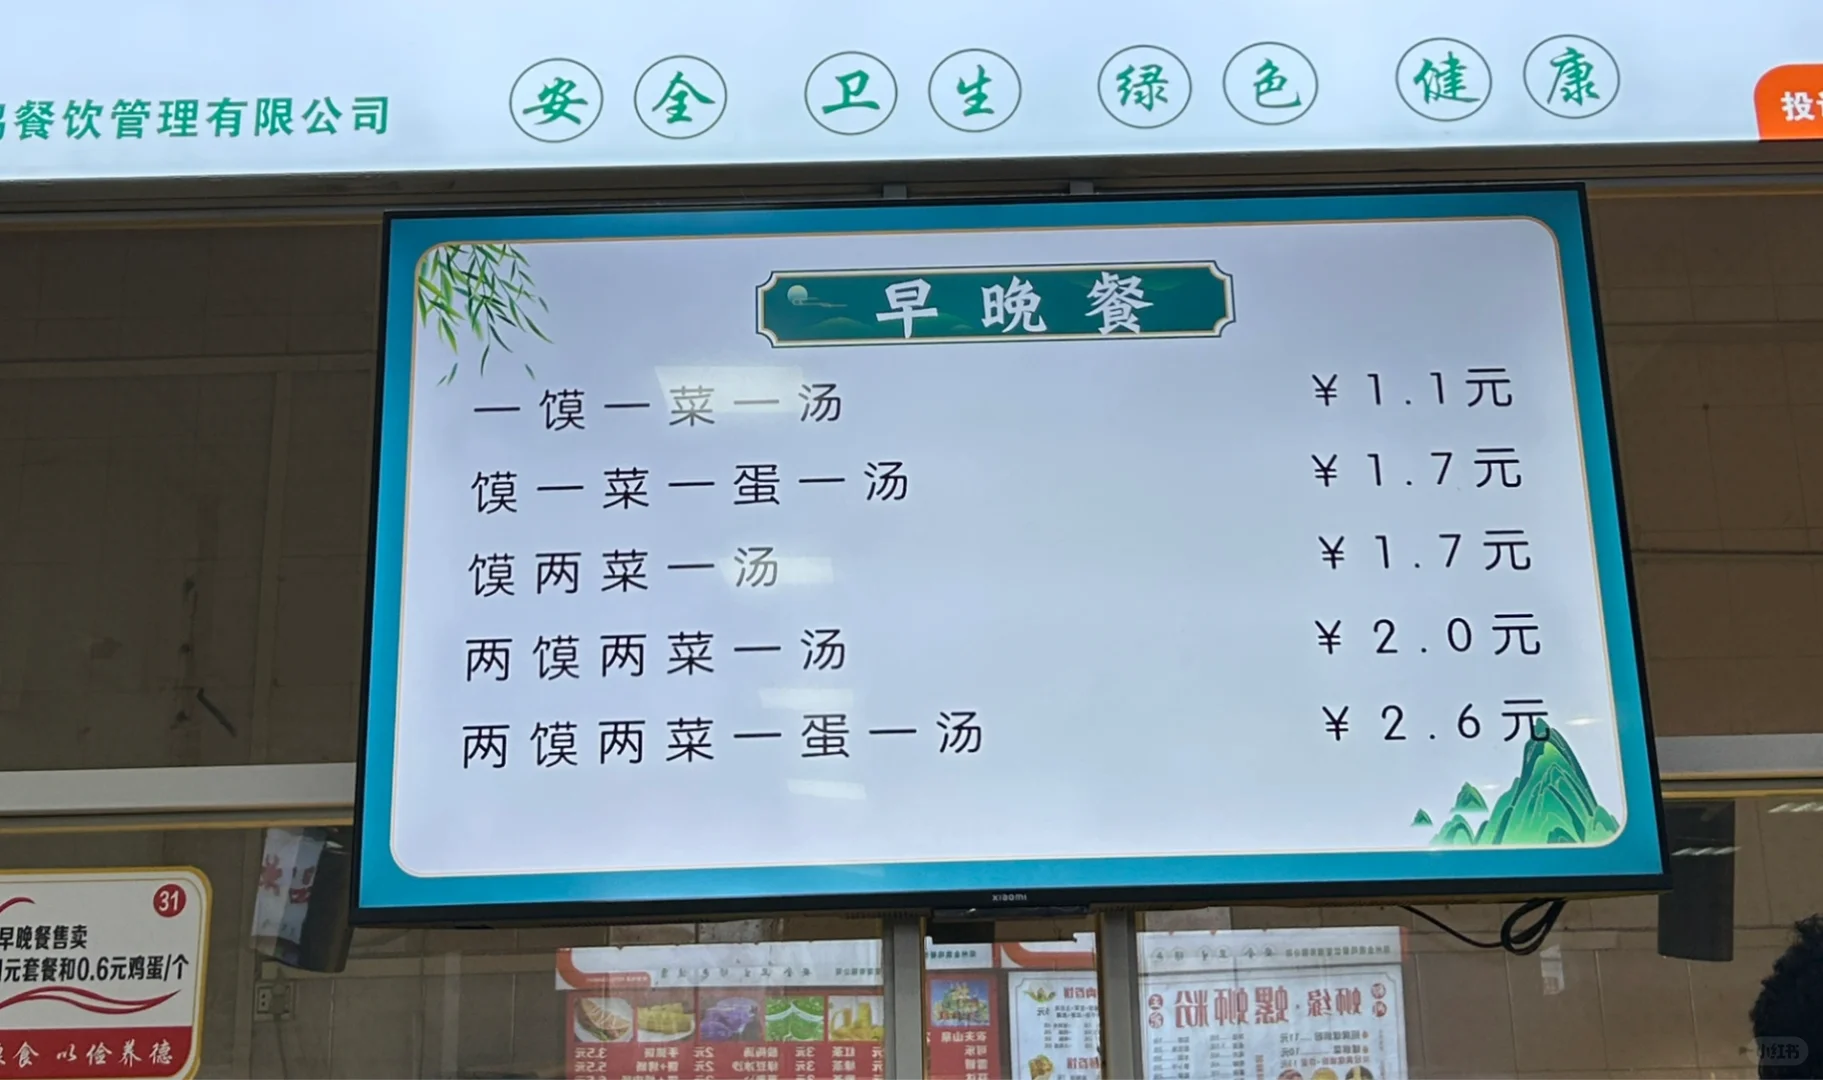 餐饮管理有限公司
安全 卫生 绿色 健康
投
早晚餐
一馍一菜一汤 ¥1.1元
馍一菜一蛋一汤 ¥1.7元
馍两菜一汤 ¥1.7元
两馍两菜一汤 ¥2.0元
两馍两菜一蛋一汤 ¥2.6元
xiaomi
31
早晚餐售卖
元套餐和0.6元鸡蛋/个
食 以俭养德
小红书